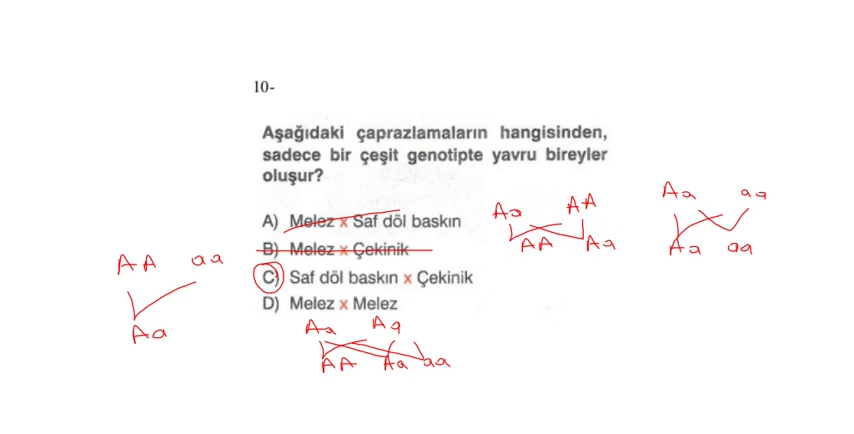 10-
Aşağıdaki çaprazlamaların hangisinden,
sadece bir çeşit genotipte yavru bireyler
oluşur?
A) Melez x Saf döl baskın
B) Melez x Çekinik
C) Saf döl baskın x Çekinik
D) Melez x Melez
Aa AA
AA Aa
Aa aa
Aa aa
AA aa
Aa
Aa Aa
AA Aa aa